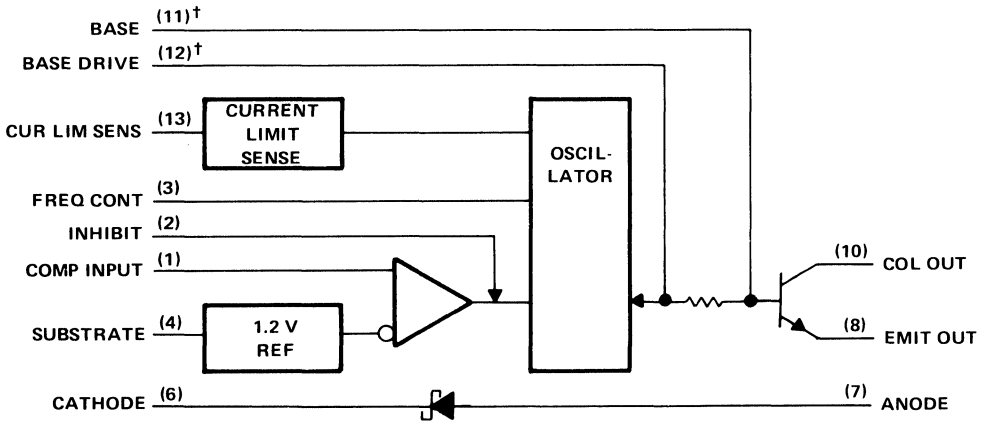 BASE (11)†
BASE DRIVE (12)†
CUR LIM SENS (13)
CURRENT
LIMIT
SENSE
OSCIL-
LATOR
FREQ CONT (3)
INHIBIT (2)
COMP INPUT (1)
(10) COL OUT
SUBSTRATE (4)
1.2 V
REF
(8) EMIT OUT
CATHODE (6)
(7) ANODE